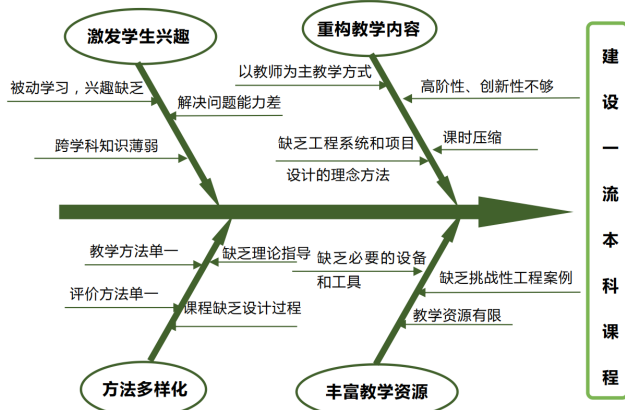 激发学生兴趣
重构教学内容
被动学习，兴趣缺乏
解决问题能力差
跨学科知识薄弱
以教师为主教学方式
高阶性、创新性不够
缺乏工程系统和项目
设计的理念方法
课时压缩
教学方法单一
缺乏理论指导
评价方法单一
课程缺乏设计过程
缺乏必要的设备
和工具
缺乏挑战性工程案例
教学资源有限
方法多样化
丰富教学资源
建设一流本科课程